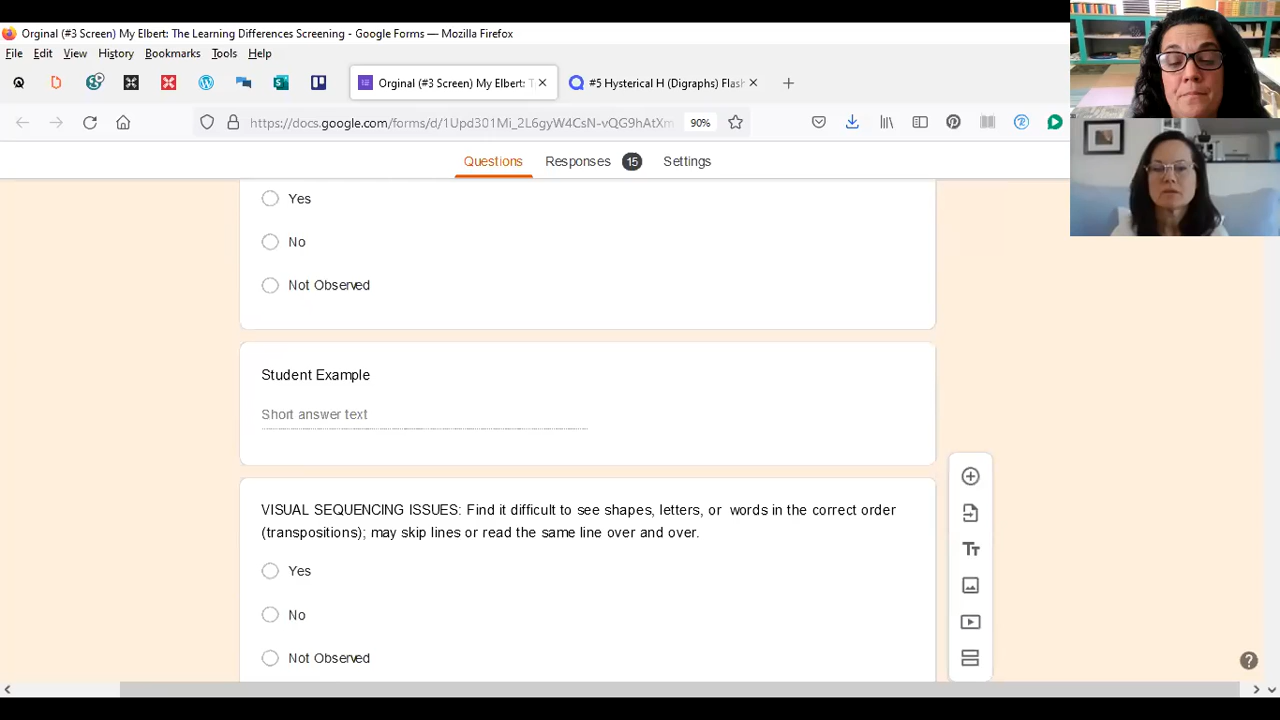 Orginal (#3 Screen) My Elbert: The Learning Differences Screening - Google Forms — Mozilla Firefox
File Edit View History Bookmarks Tools Help
Orginal (#3 Screen) My Elbert: T
#5 Hysterical H (Digraphs) Flash
https://docs.google.com/forms/d/1Upd301Mi_2L6gyW4CsN-vQG9hAtXm 90%
Questions Responses 15 Settings
Yes
No
Not Observed
Student Example
Short answer text
VISUAL SEQUENCING ISSUES: Find it difficult to see shapes, letters, or words in the correct order
(transpositions); may skip lines or read the same line over and over.
Yes
No
Not Observed